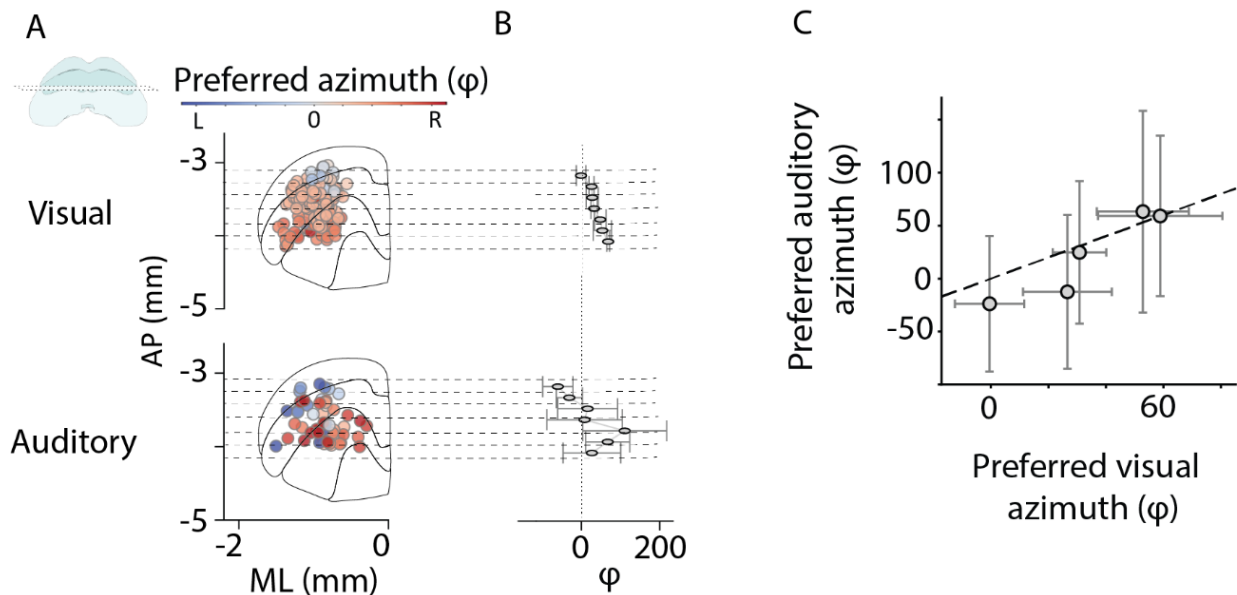 A
B
C
Preferred azimuth (φ)
L
0
R
Visual
Auditory
AP (mm)
-3
-5
-3
-5
-2
0
ML (mm)
0
200
φ
Preferred auditory
azimuth (φ)
100
50
0
-50
0
60
Preferred visual
azimuth (φ)